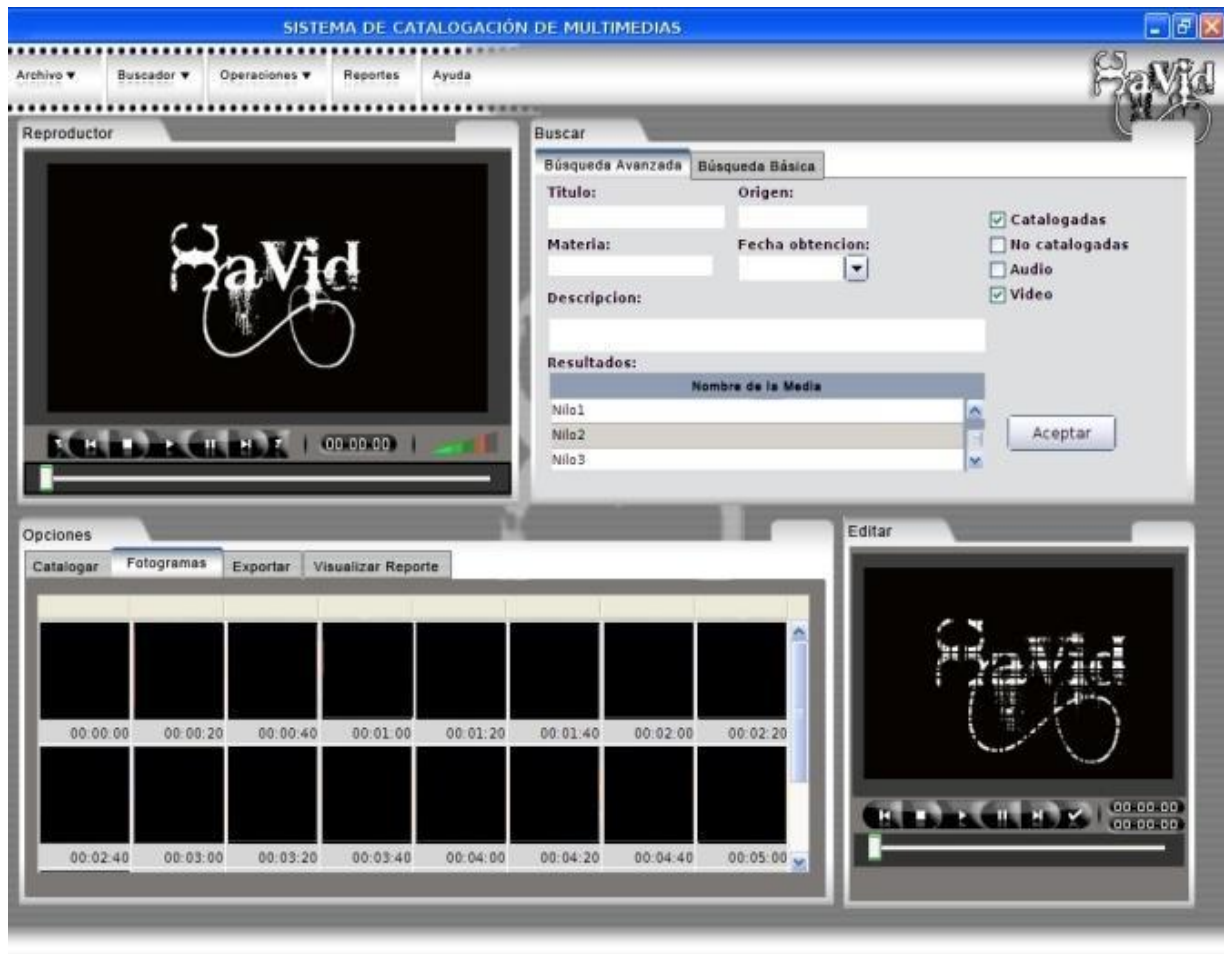 SISTEMA DE CATALOGACIÓN DE MULTIMEDIAS
Archivo ▼ Buscador ▼ Operaciones ▼ Reportes Ayuda
XaVid
Reproductor
XaVid
00:00:00
Buscar
Búsqueda Avanzada Búsqueda Básica
Titulo: Origen:
Materia: Fecha obtencion:
Descripcion:
Catalogadas
No catalogadas
Audio
Video
Resultados:
Nombre de la Media
Nilo1
Nilo2
Nilo3
Aceptar
Opciones
Catalogar Fotogramas Exportar Visualizar Reporte
00:00:00 00:00:20 00:00:40 00:01:00 00:01:20 00:01:40 00:02:00 00:02:20
00:02:40 00:03:00 00:03:20 00:03:40 00:04:00 00:04:20 00:04:40 00:05:00
Editar
XaVid
00:00:00
00:00:00